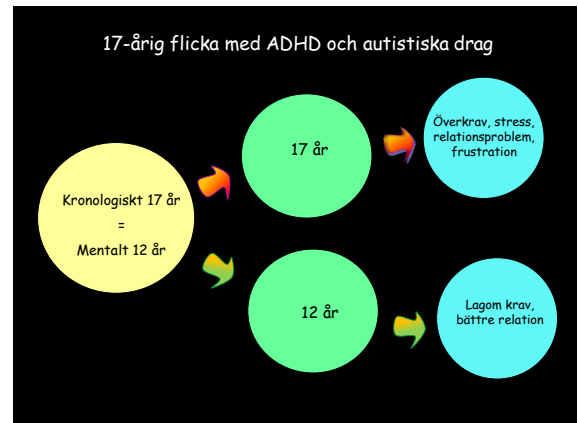 17-årig flicka med ADHD och autistiska drag
Kronologiskt 17 år
=
Mentalt 12 år
17 år
Överkrav, stress,
relationsproblem,
frustration
12 år
Lagom krav,
bättre relation